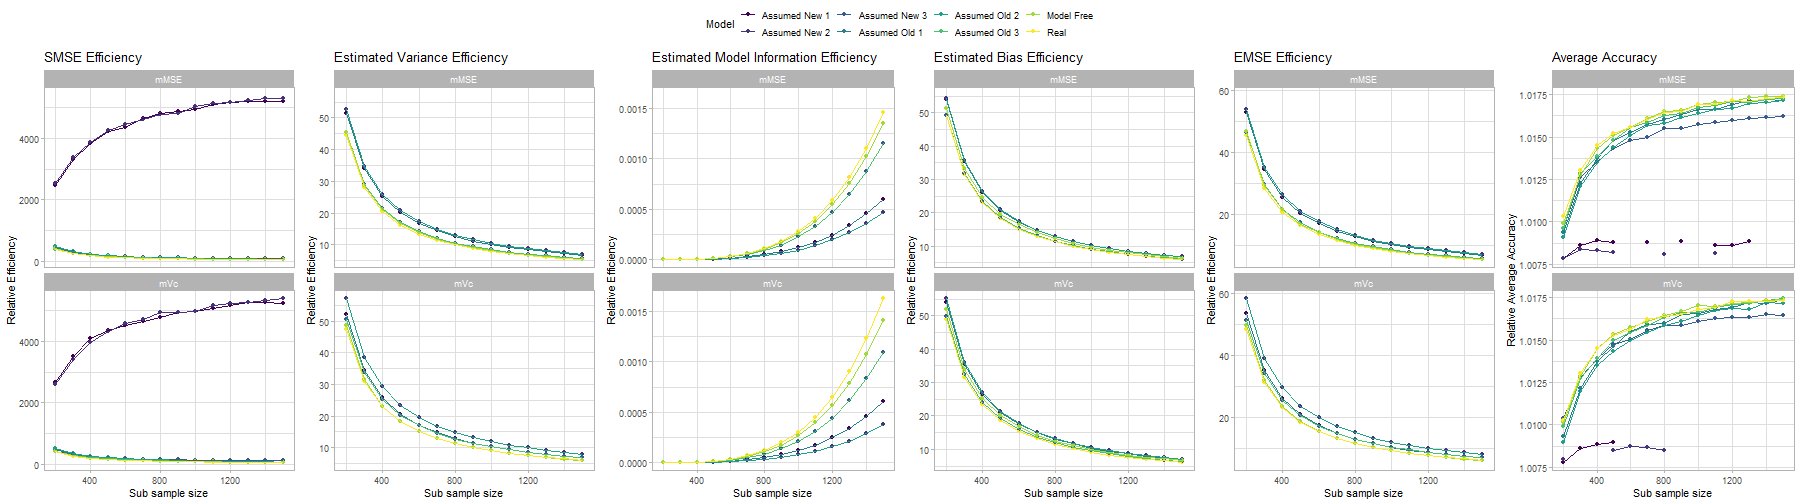 Model
Assumed New 1
Assumed New 3
Assumed Old 2
Model Free
Assumed New 2
Assumed Old 1
Assumed Old 3
Real
SMSE Efficiency
mMSE
4000
2000
0
mVc
4000
2000
0
400
800
1200
Relative Efficiency
Sub sample size
Estimated Variance Efficiency
mMSE
50
40
30
20
10
mVc
50
40
30
20
10
400
800
1200
Relative Efficiency
Sub sample size
Estimated Model Information Efficiency
mMSE
0.0015
0.0010
0.0005
0.0000
mVc
0.0015
0.0010
0.0005
0.0000
400
800
1200
Relative Efficiency
Sub sample size
Estimated Bias Efficiency
mMSE
50
40
30
20
10
mVc
50
40
30
20
10
400
800
1200
Relative Efficiency
Sub sample size
EMSE Efficiency
mMSE
60
40
20
mVc
60
40
20
400
800
1200
Relative Efficiency
Sub sample size
Average Accuracy
mMSE
1.0175
1.0150
1.0125
1.0100
1.0075
mVc
1.0175
1.0150
1.0125
1.0100
1.0075
400
800
1200
Relative Average Accuracy
Sub sample size